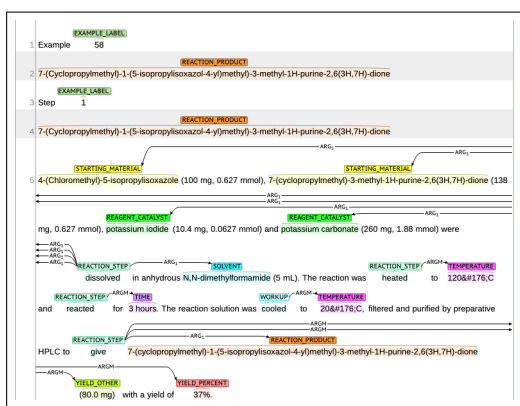 EXAMPLE_LABEL
1 Example 58
REACTION_PRODUCT
2 7-(Cyclopropylmethyl)-1-(5-isopropylisoxazol-4-yl)methyl)-3-methyl-1H-purine-2,6(3H,7H)-dione
EXAMPLE_LABEL
3 Step 1
REACTION_PRODUCT
4 7-(Cyclopropylmethyl)-1-(5-isopropylisoxazol-4-yl)methyl)-3-methyl-1H-purine-2,6(3H,7H)-dione
ARG1
ARG1
STARTING_MATERIAL STARTING_MATERIAL
5 4-(Chloromethyl)-5-isopropylisoxazole (100 mg, 0.627 mmol), 7-(cyclopropylmethyl)-3-methyl-1H-purine-2,6(3H,7H)-dione (138
ARG1
ARG1
REAGENT_CATALYST REAGENT_CATALYST
mg, 0.627 mmol), potassium iodide (10.4 mg, 0.0627 mmol) and potassium carbonate (260 mg, 1.88 mmol) were
ARG1
ARG1
ARG1
ARG1
REACTION_STEP ARG1 SOLVENT REACTION_STEP ARGM TEMPERATURE
dissolved in anhydrous N,N-dimethylformamide (5 mL). The reaction was heated to 120&#176;C
REACTION_STEP ARGM TIME WORKUP ARGM TEMPERATURE
and reacted for 3 hours. The reaction solution was cooled to 20&#176;C, filtered and purified by preparative
ARGM
ARGM
REACTION_STEP ARG1 REACTION_PRODUCT
HPLC to give 7-(cyclopropylmethyl)-1-(5-isopropylisoxazol-4-yl)methyl)-3-methyl-1H-purine-2,6(3H,7H)-dione
ARGM ARGM
YIELD_OTHER YIELD_PERCENT
(80.0 mg) with a yield of 37%.